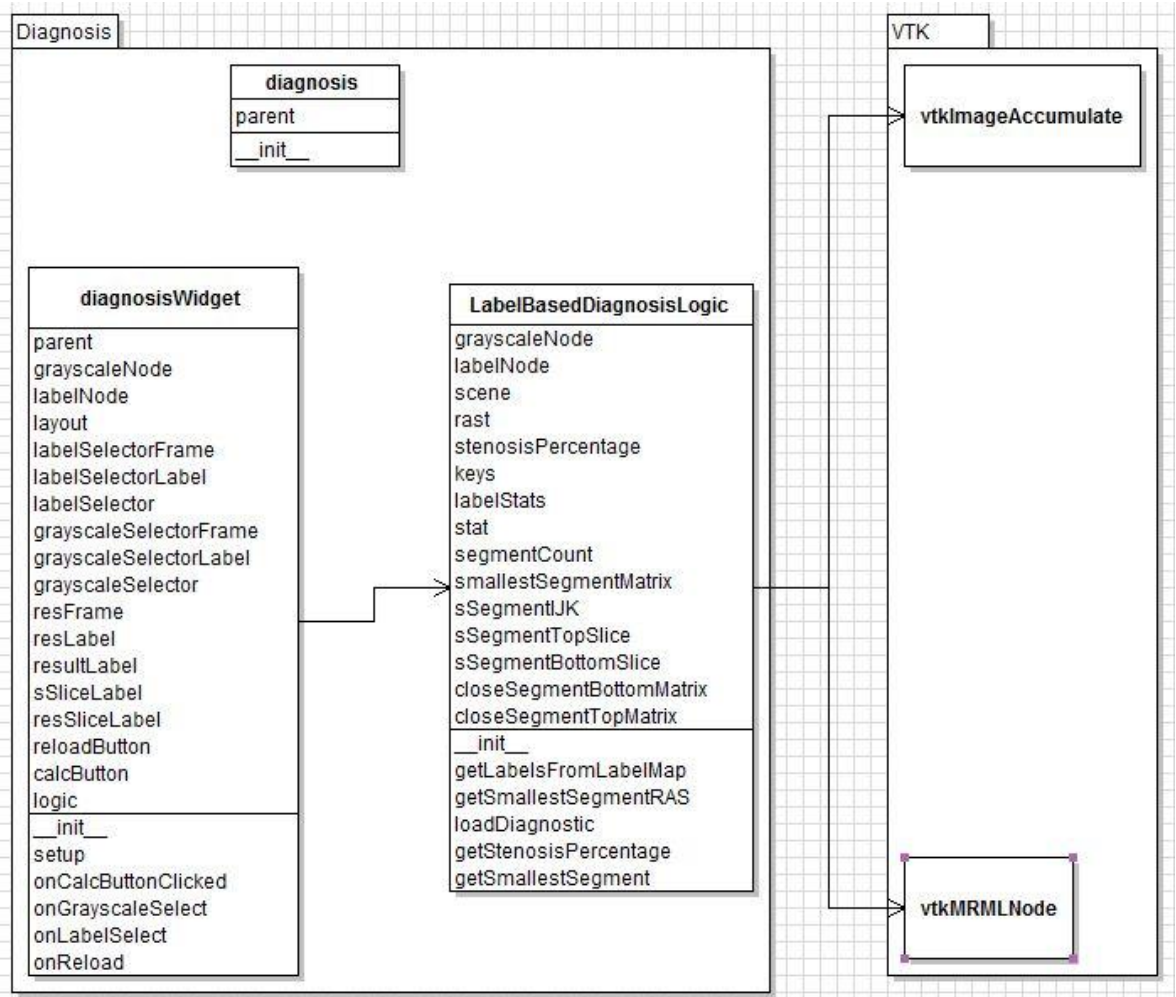 Diagnosis
diagnosis
parent
__init__
diagnosisWidget
parent
grayscaleNode
labelNode
layout
labelSelectorFrame
labelSelectorLabel
labelSelector
grayscaleSelectorFrame
grayscaleSelectorLabel
grayscaleSelector
resFrame
resLabel
resultLabel
sSliceLabel
resSliceLabel
reloadButton
calcButton
logic
__init__
setup
onCalcButtonClicked
onGrayscaleSelect
onLabelSelect
onReload
LabelBasedDiagnosisLogic
grayscaleNode
labelNode
scene
rast
stenosisPercentage
keys
labelStats
stat
segmentCount
smallestSegmentMatrix
sSegmentIJK
sSegmentTopSlice
sSegmentBottomSlice
closeSegmentBottomMatrix
closeSegmentTopMatrix
__init__
getLabelsFromLabelMap
getSmallestSegmentRAS
loadDiagnostic
getStenosisPercentage
getSmallestSegment
VTK
vtkImageAccumulate
vtkMRMLNode